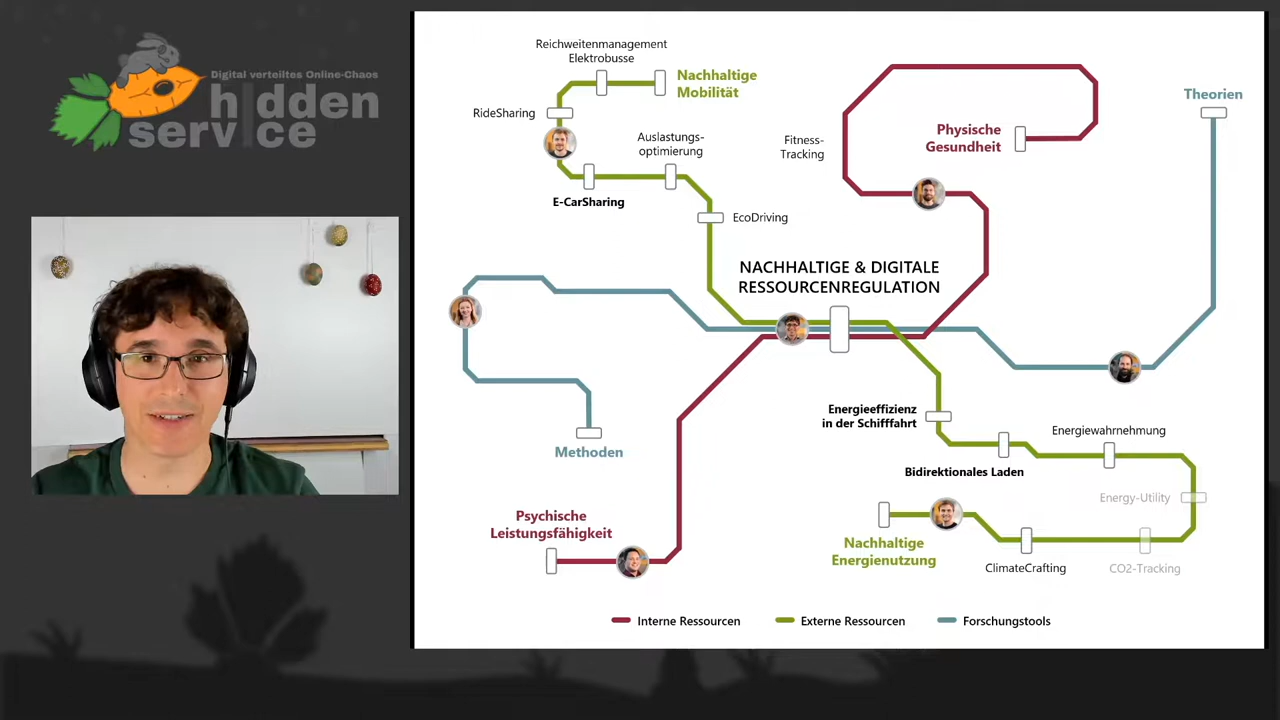 Digital verteiltes Online-Chaos
hidden
service
Reichweitenmanagement
Elektrobusse
Nachhaltige
Mobilität
RideSharing
Auslastungs-
optimierung
E-CarSharing
EcoDriving
Fitness-
Tracking
Physische
Gesundheit
Theorien
NACHHALTIGE & DIGITALE
RESSOURCENREGULATION
Methoden
Energieeffizienz
in der Schifffahrt
Energiewahrnehmung
Bidirektionales Laden
Energy-Utility
Psychische
Leistungsfähigkeit
Nachhaltige
Energienutzung
ClimateCrafting
CO2-Tracking
Interne Ressourcen
Externe Ressourcen
Forschungstools